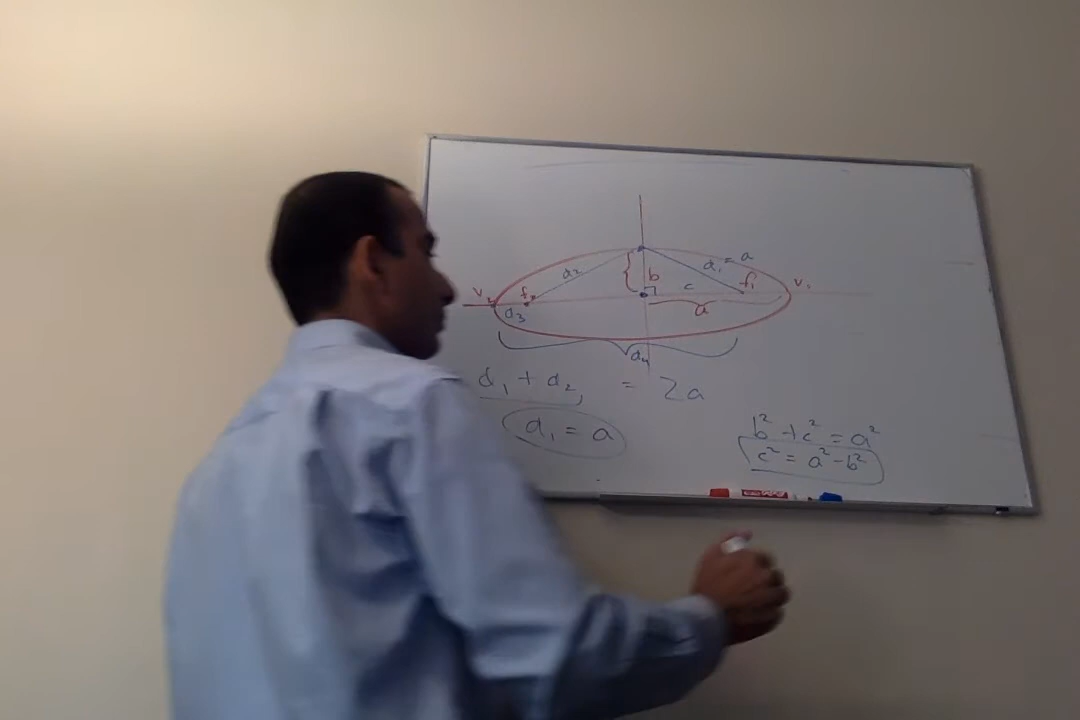 d₁ = a
d₂
b
c
f₁
V₁
V₂
f₂
a
d₃
d₄
d₁ + d₂, = 2a
d₁ = a
b² + c² = a²
c² = a² - b²